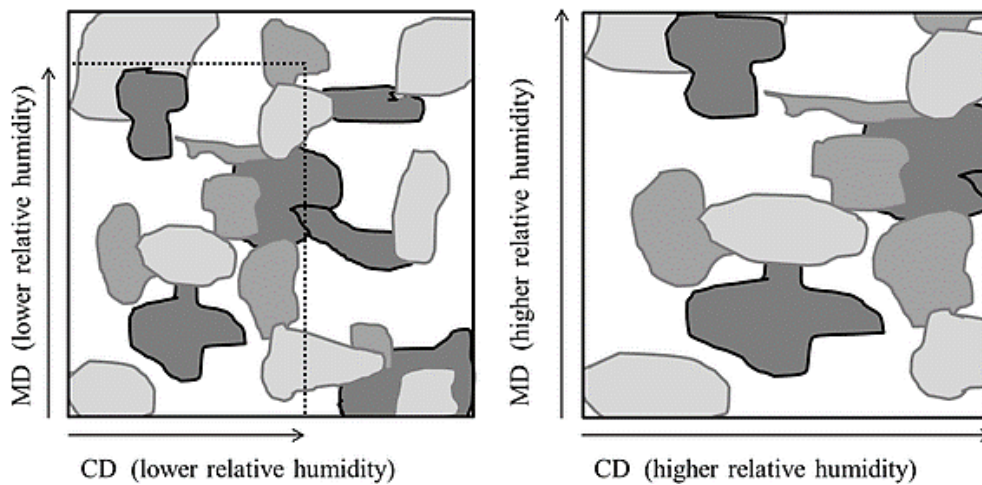 MD (lower relative humidity)
CD (lower relative humidity)
MD (higher relative humidity)
CD (higher relative humidity)